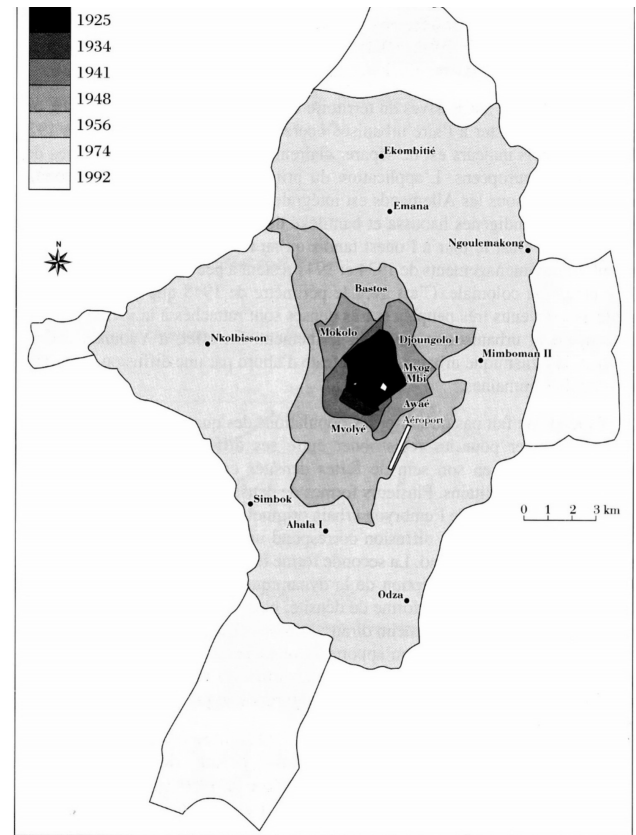 1925
1934
1941
1948
1956
1974
1992
Ekombitié
Emana
Ngoulemakong
N
Bastos
Mokolo
Djoungolo I
Nkolbisson
Mimboman II
Myog
Mbi
Awaé
Mvolyé
Aéroport
Simbok
Ahala I
0 1 2 3 km
Odza